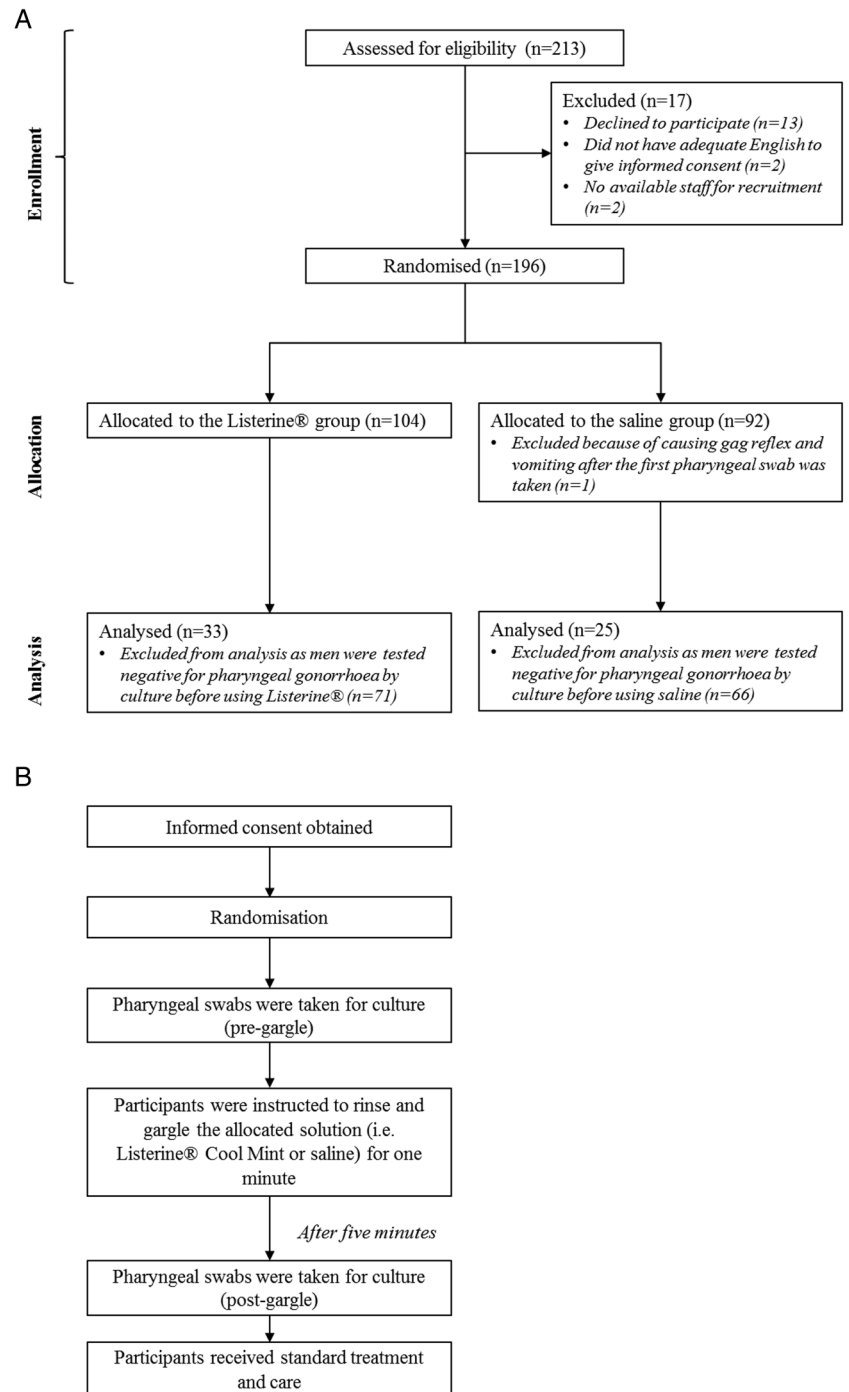 A
Enrollment
Assessed for eligibility (n=213)
Excluded (n=17)
• Declined to participate (n=13)
• Did not have adequate English to
give informed consent (n=2)
• No available staff for recruitment
(n=2)
Randomised (n=196)
Allocation
Allocated to the Listerine® group (n=104)
Allocated to the saline group (n=92)
• Excluded because of causing gag reflex and
vomiting after the first pharyngeal swab was
taken (n=1)
Analysis
Analysed (n=33)
• Excluded from analysis as men were tested
negative for pharyngeal gonorrhoea by
culture before using Listerine® (n=71)
Analysed (n=25)
• Excluded from analysis as men were tested
negative for pharyngeal gonorrhoea by
culture before using saline (n=66)
B
Informed consent obtained
Randomisation
Pharyngeal swabs were taken for culture
(pre-gargle)
Participants were instructed to rinse and
gargle the allocated solution (i.e.
Listerine® Cool Mint or saline) for one
minute
After five minutes
Pharyngeal swabs were taken for culture
(post-gargle)
Participants received standard treatment
and care